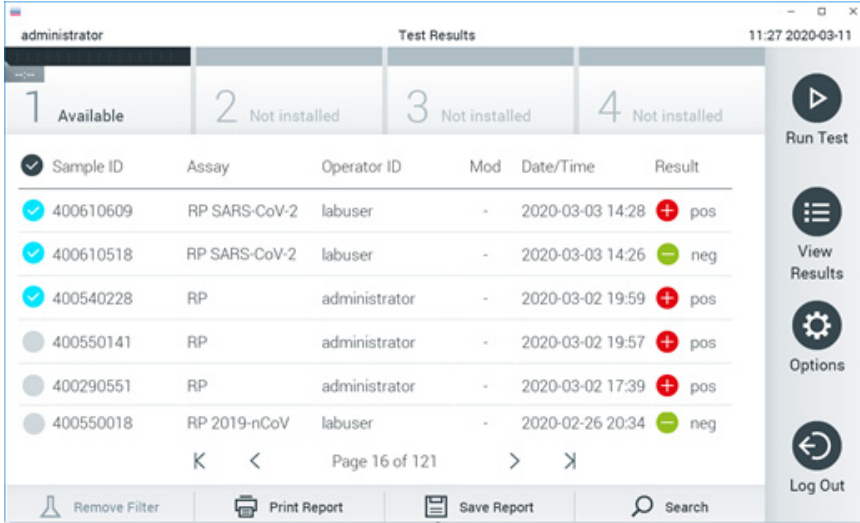 administrator Test Results 11:27 2020-03-11
--:--
1 Available 2 Not installed 3 Not installed 4 Not installed
Run Test
Sample ID Assay Operator ID Mod Date/Time Result
400610609 RP SARS-CoV-2 labuser - 2020-03-03 14:28 pos
400610518 RP SARS-CoV-2 labuser - 2020-03-03 14:26 neg
View
Results
400540228 RP administrator - 2020-03-02 19:59 pos
400550141 RP administrator - 2020-03-02 19:57 pos
Options
400290551 RP administrator - 2020-03-02 17:39 pos
400550018 RP 2019-nCoV labuser - 2020-02-26 20:34 neg
Page 16 of 121
Log Out
Remove Filter Print Report Save Report Search